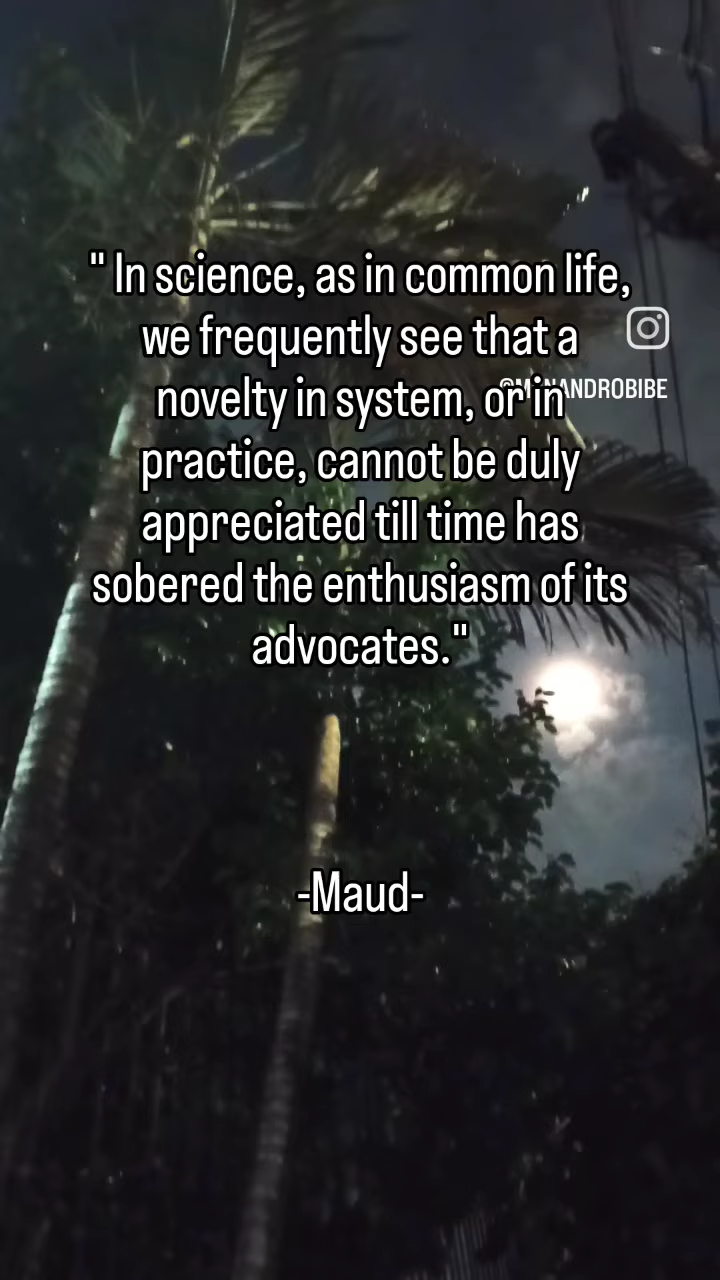 " In science, as in common life,
we frequently see that a
novelty in system, or in
practice, cannot be duly
appreciated till time has
sobered the enthusiasm of its
advocates."
-Maud-